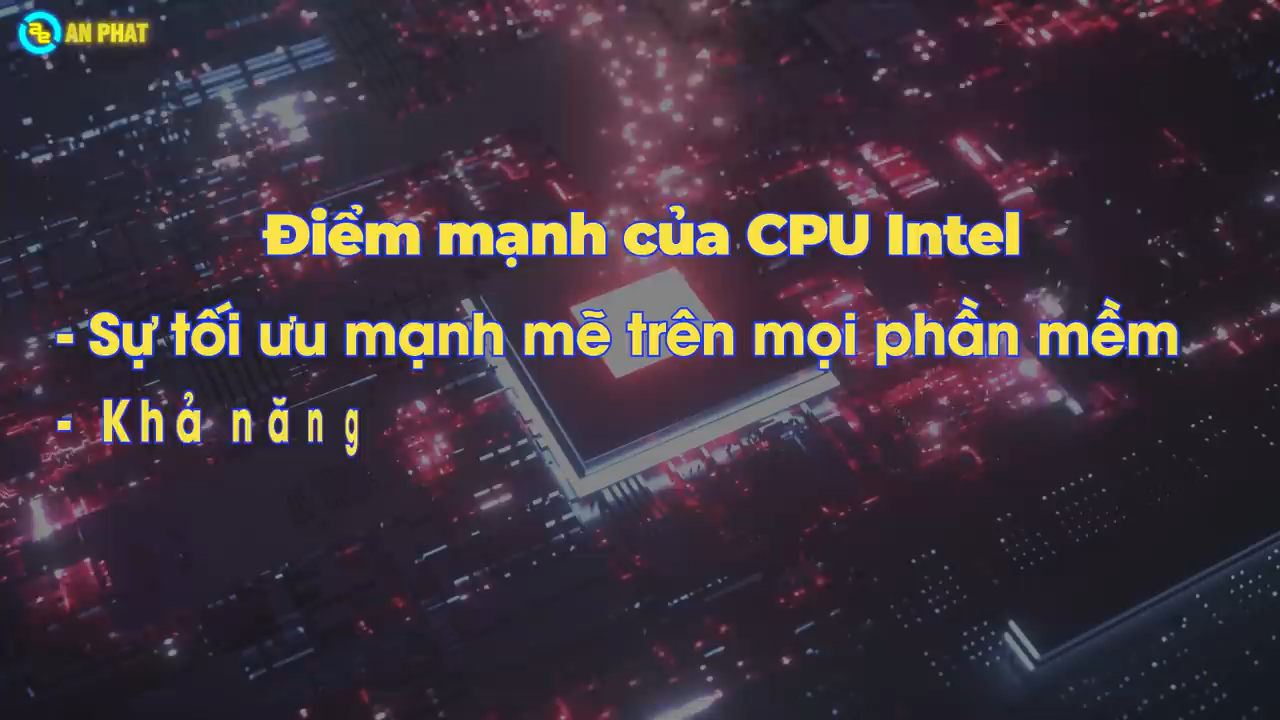 AN PHAT
Điểm mạnh của CPU Intel
- Sự tối ưu mạnh mẽ trên mọi phần mềm
- Khả năng